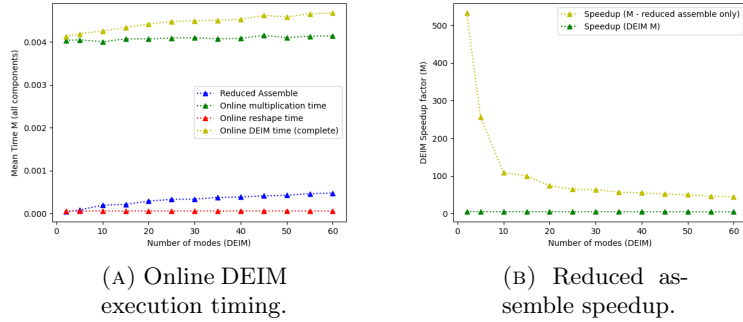 0.004
0.003
0.002
0.001
0.000
Mean Time M (all components)
Reduced Assemble
Online multiplication time
Online reshape time
Online DEIM time (complete)
0 10 20 30 40 50 60
Number of modes (DEIM)
(A) Online DEIM
execution timing.
500
400
300
200
100
0
DEIM Speedup factor (M)
Speedup (M - reduced assemble only)
Speedup (DEIM M)
0 10 20 30 40 50 60
Number of modes (DEIM)
(B) Reduced as-
semble speedup.